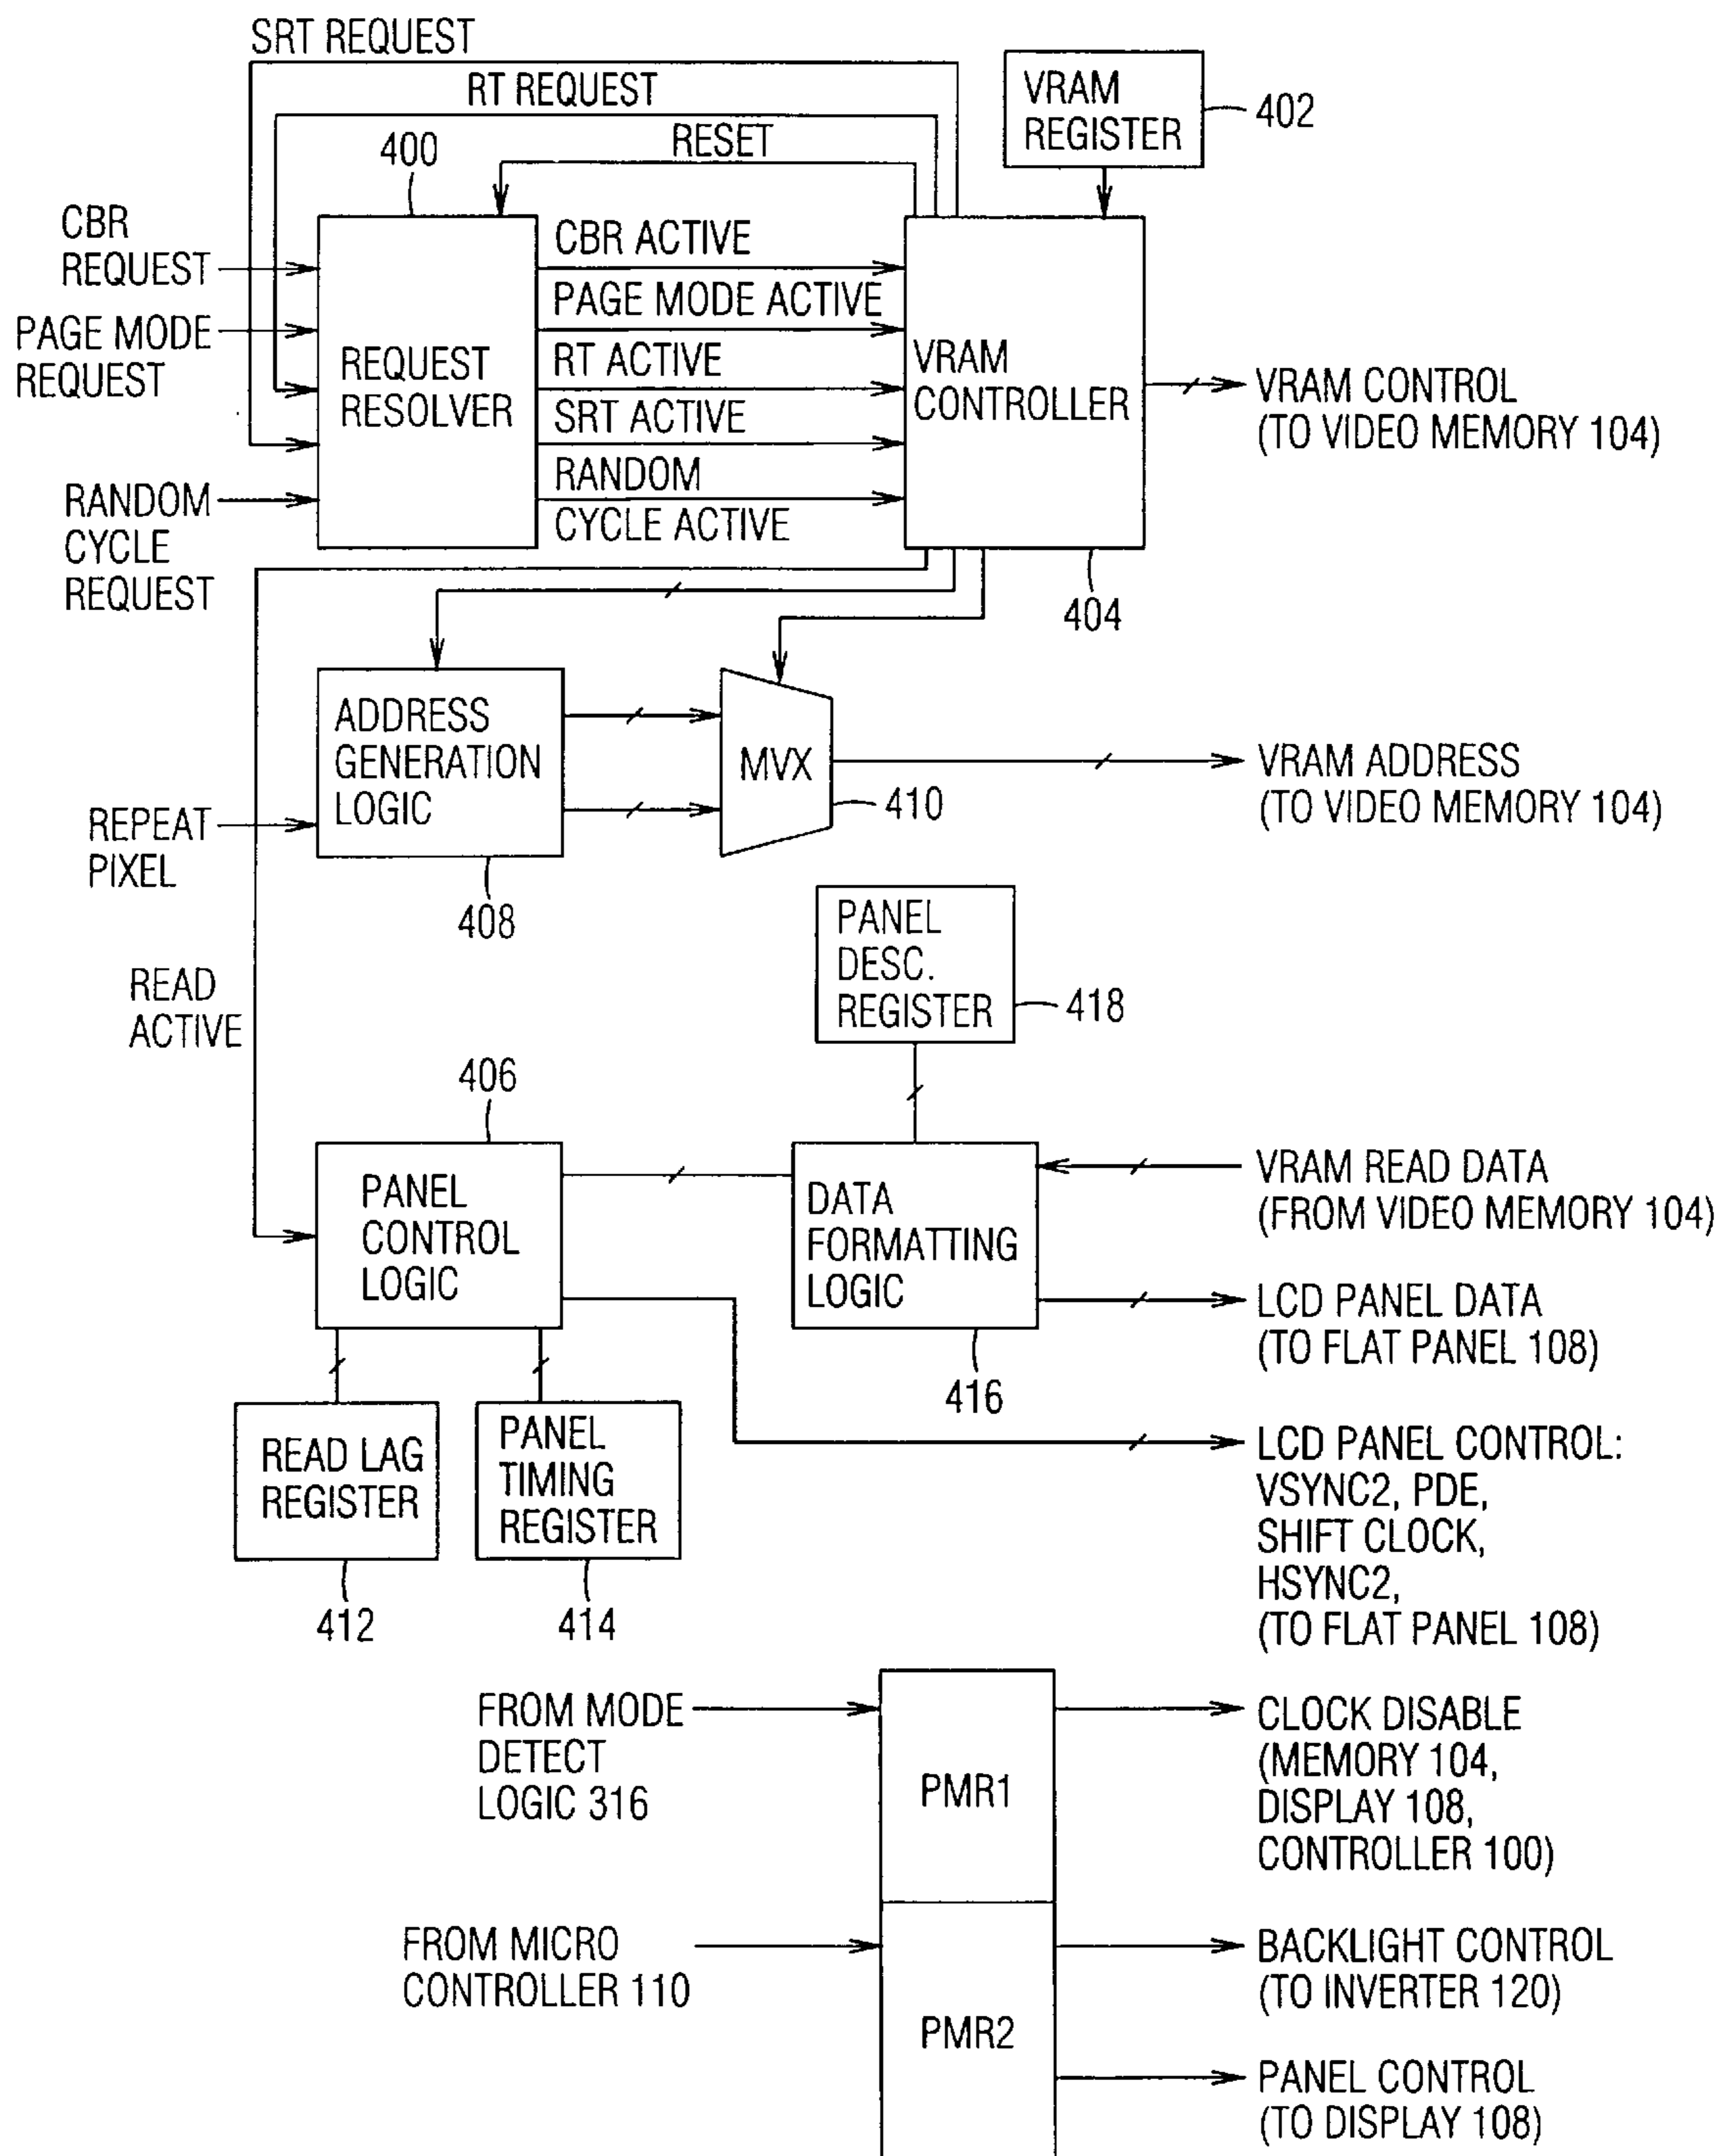 SRT REQUEST
RT REQUEST
RESET
VRAM
REGISTER
402
400
CBR
REQUEST
PAGE MODE
REQUEST
RANDOM
CYCLE
REQUEST
REQUEST
RESOLVER
CBR ACTIVE
PAGE MODE ACTIVE
RT ACTIVE
SRT ACTIVE
RANDOM
CYCLE ACTIVE
VRAM
CONTROLLER
404
VRAM CONTROL
(TO VIDEO MEMORY 104)
ADDRESS
GENERATION
LOGIC
408
REPEAT
PIXEL
MVX
410
VRAM ADDRESS
(TO VIDEO MEMORY 104)
PANEL
DESC.
REGISTER
418
READ
ACTIVE
406
PANEL
CONTROL
LOGIC
DATA
FORMATTING
LOGIC
416
VRAM READ DATA
(FROM VIDEO MEMORY 104)
LCD PANEL DATA
(TO FLAT PANEL 108)
READ LAG
REGISTER
412
PANEL
TIMING
REGISTER
414
LCD PANEL CONTROL:
VSYNC2, PDE,
SHIFT CLOCK,
HSYNC2,
(TO FLAT PANEL 108)
FROM MODE
DETECT
LOGIC 316
PMR1
CLOCK DISABLE
(MEMORY 104,
DISPLAY 108,
CONTROLLER 100)
FROM MICRO
CONTROLLER 110
PMR2
BACKLIGHT CONTROL
(TO INVERTER 120)
PANEL CONTROL
(TO DISPLAY 108)